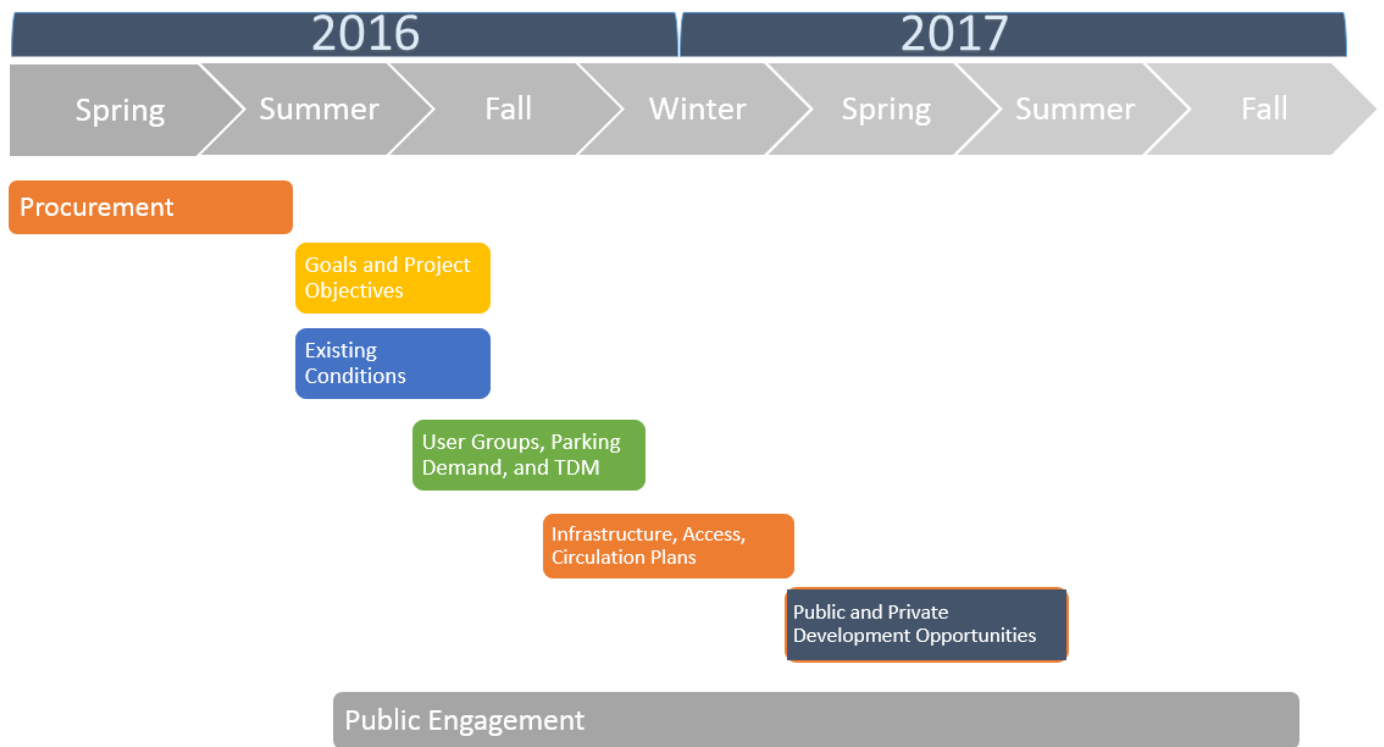 2016 2017
Spring Summer Fall Winter Spring Summer Fall
Procurement
Goals and Project
Objectives
Existing
Conditions
User Groups, Parking
Demand, and TDM
Infrastructure, Access,
Circulation Plans
Public and Private
Development Opportunities
Public Engagement